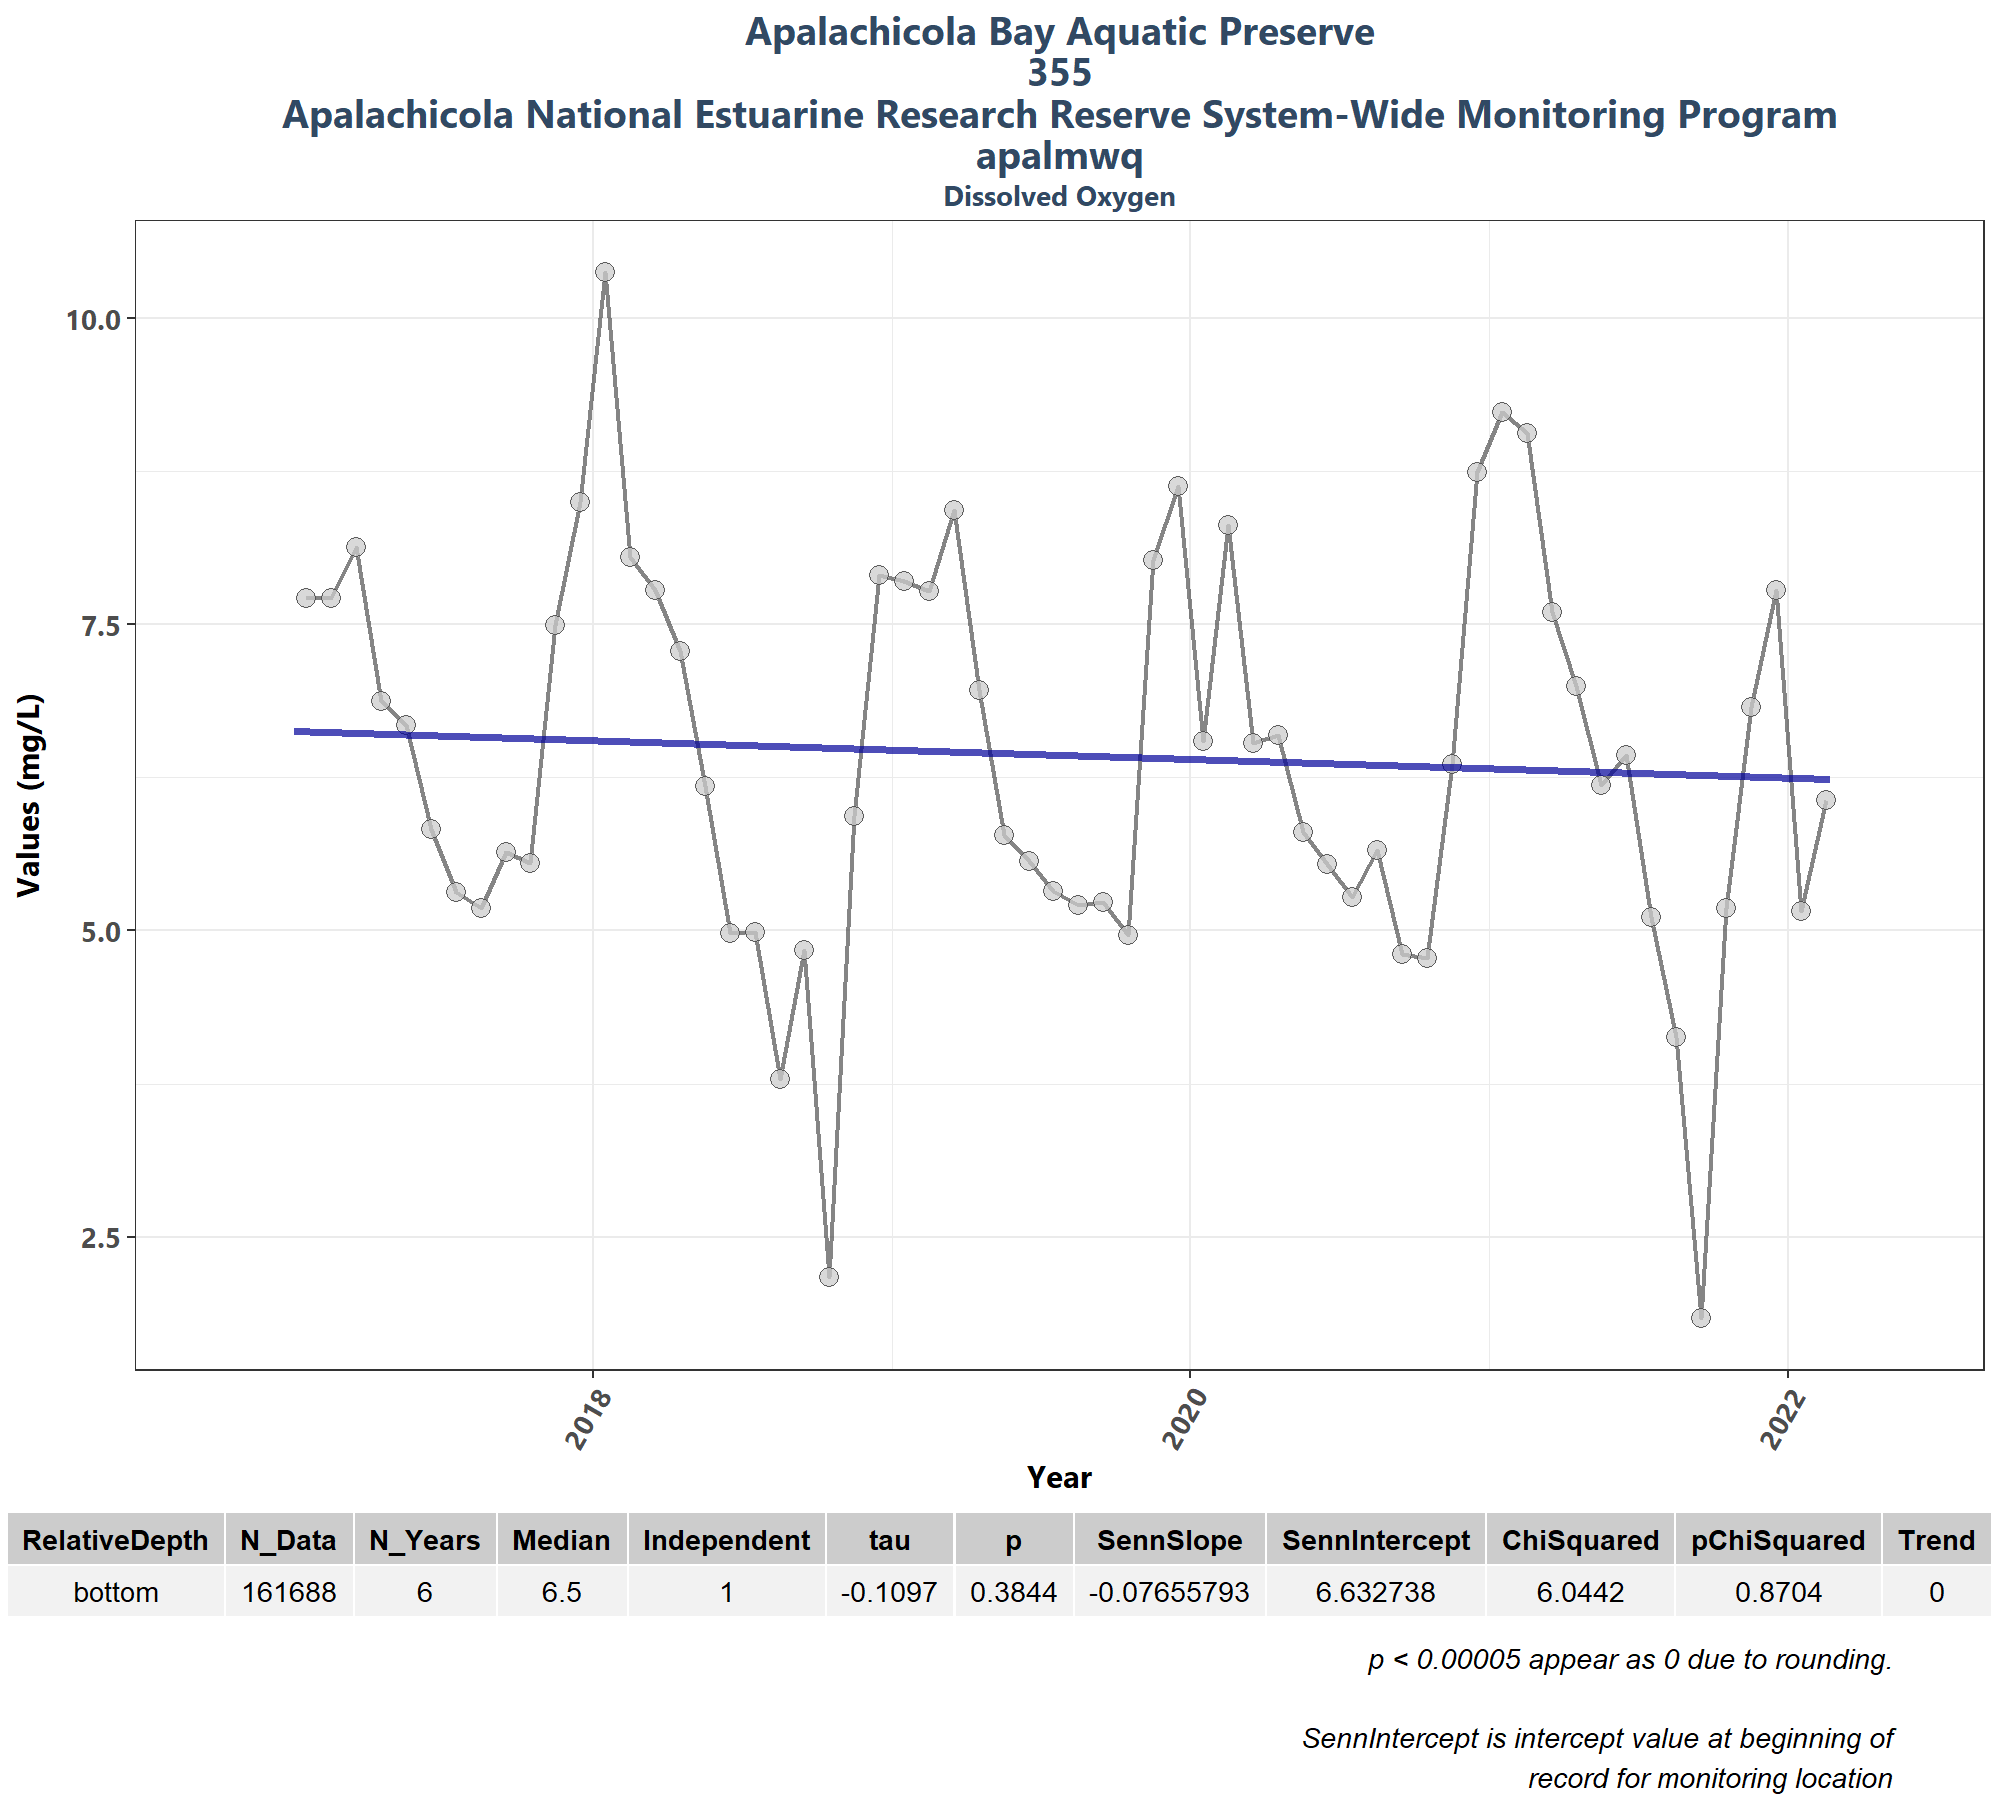 Apalachicola Bay Aquatic Preserve
355
Apalachicola National Estuarine Research Reserve System-Wide Monitoring Program
apalmwq
Dissolved Oxygen
Values (mg/L)
10.0
7.5
5.0
2.5
2018
2020
2022
Year
RelativeDepth N_Data N_Years Median Independent tau p SennSlope SennIntercept ChiSquared pChiSquared Trend
bottom 161688 6 6.5 1 -0.1097 0.3844 -0.07655793 6.632738 6.0442 0.8704 0
p < 0.00005 appear as 0 due to rounding.
SennIntercept is intercept value at beginning of
record for monitoring location